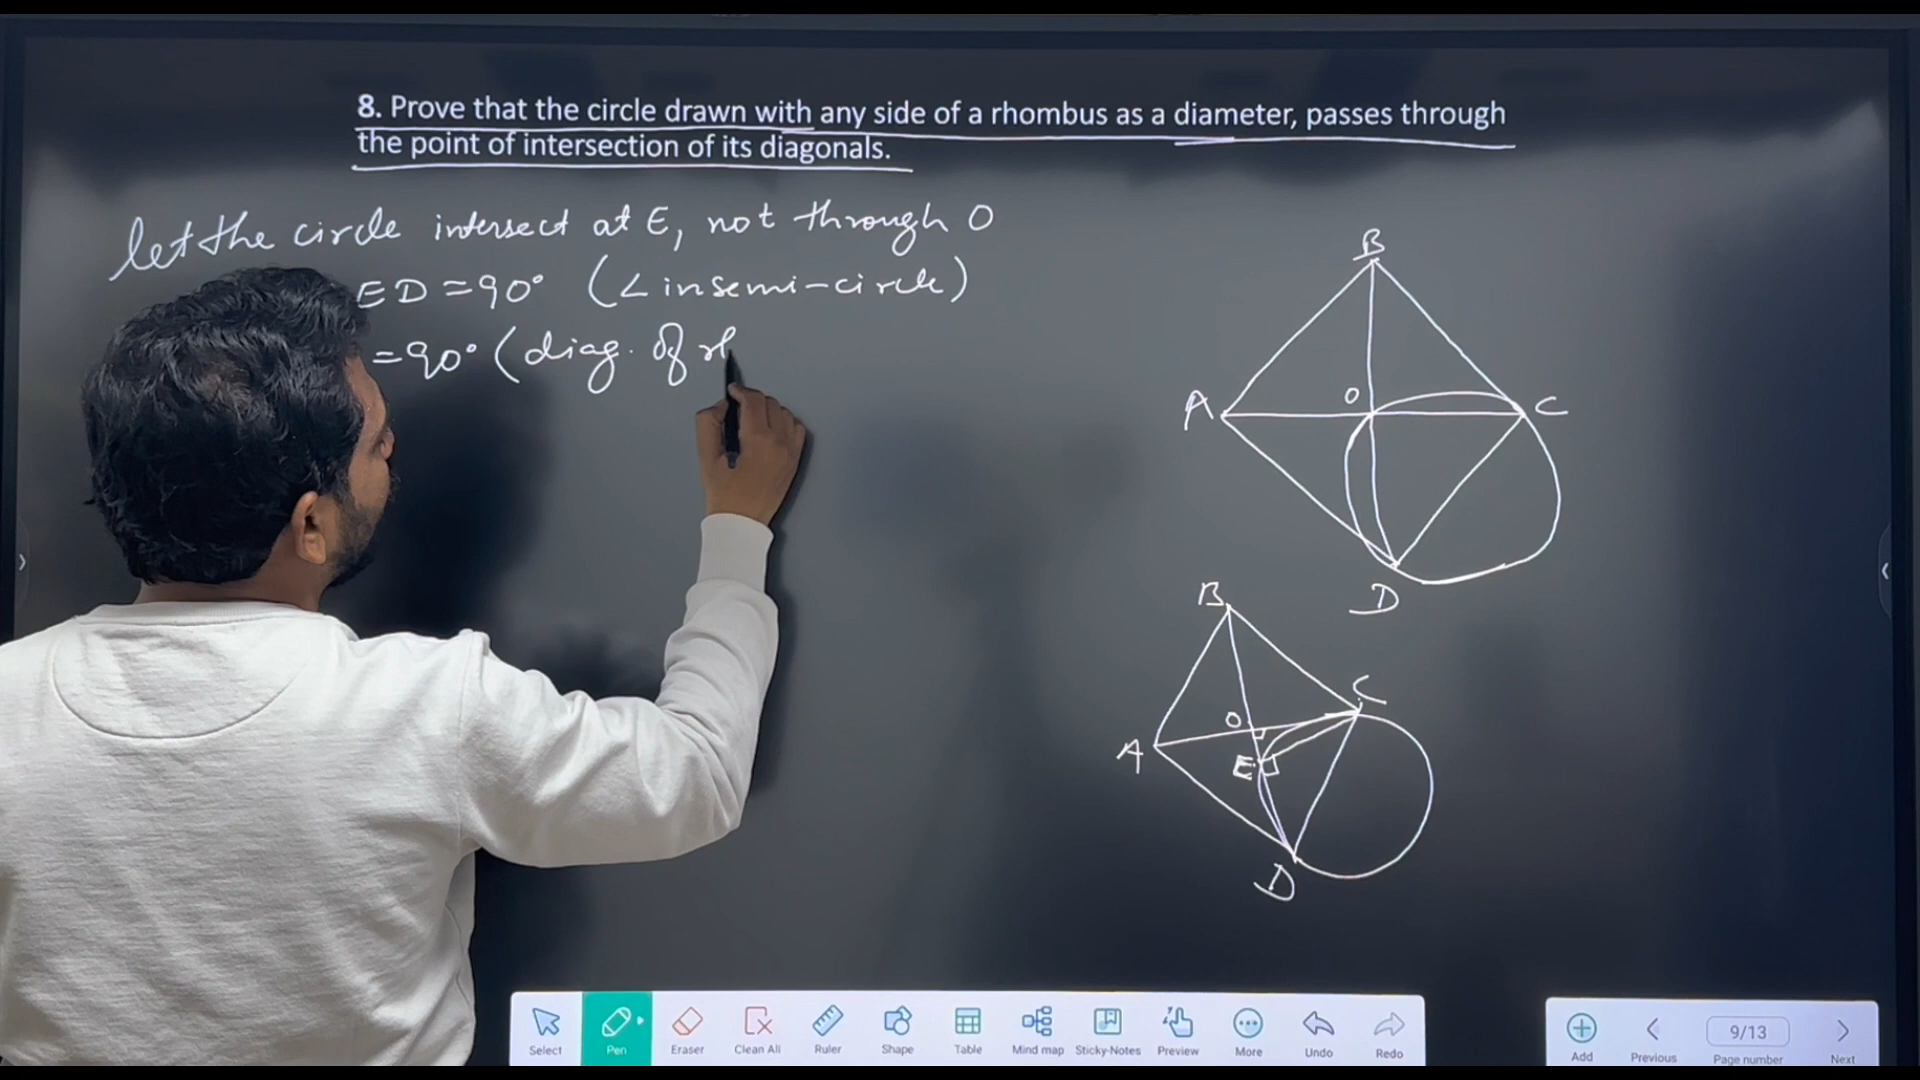 8. Prove that the circle drawn with any side of a rhombus as a diameter, passes through
the point of intersection of its diagonals.
let the circle intersect at E, not through O
ED = 90° (∠ in semi-circle)
= 90° (diag. of
B
A
O
C
D
B
C
O
A
E
D
Select
Pen
Eraser
Clean All
Ruler
Shape
Table
Mind map
Sticky-Notes
Preview
More
Undo
Redo
Add
Previous
9/13
Page number
Next